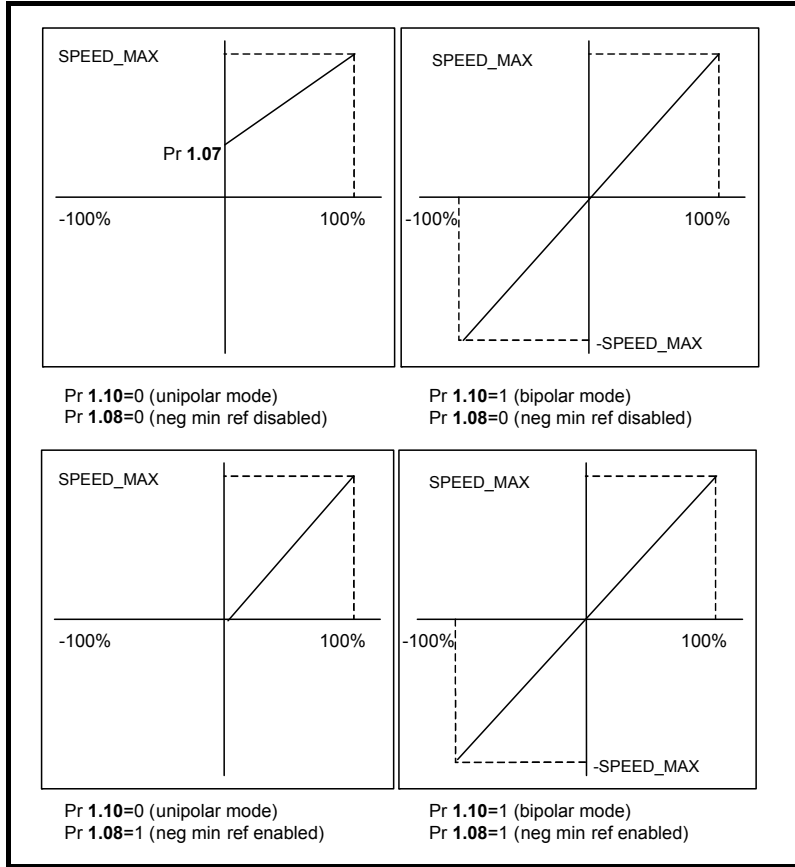 SPEED_MAX
Pr 1.07
-100%
100%
SPEED_MAX
-100%
100%
-SPEED_MAX
Pr 1.10=0 (unipolar mode)
Pr 1.08=0 (neg min ref disabled)
Pr 1.10=1 (bipolar mode)
Pr 1.08=0 (neg min ref disabled)
SPEED_MAX
-100%
100%
SPEED_MAX
-100%
100%
-SPEED_MAX
Pr 1.10=0 (unipolar mode)
Pr 1.08=1 (neg min ref enabled)
Pr 1.10=1 (bipolar mode)
Pr 1.08=1 (neg min ref enabled)